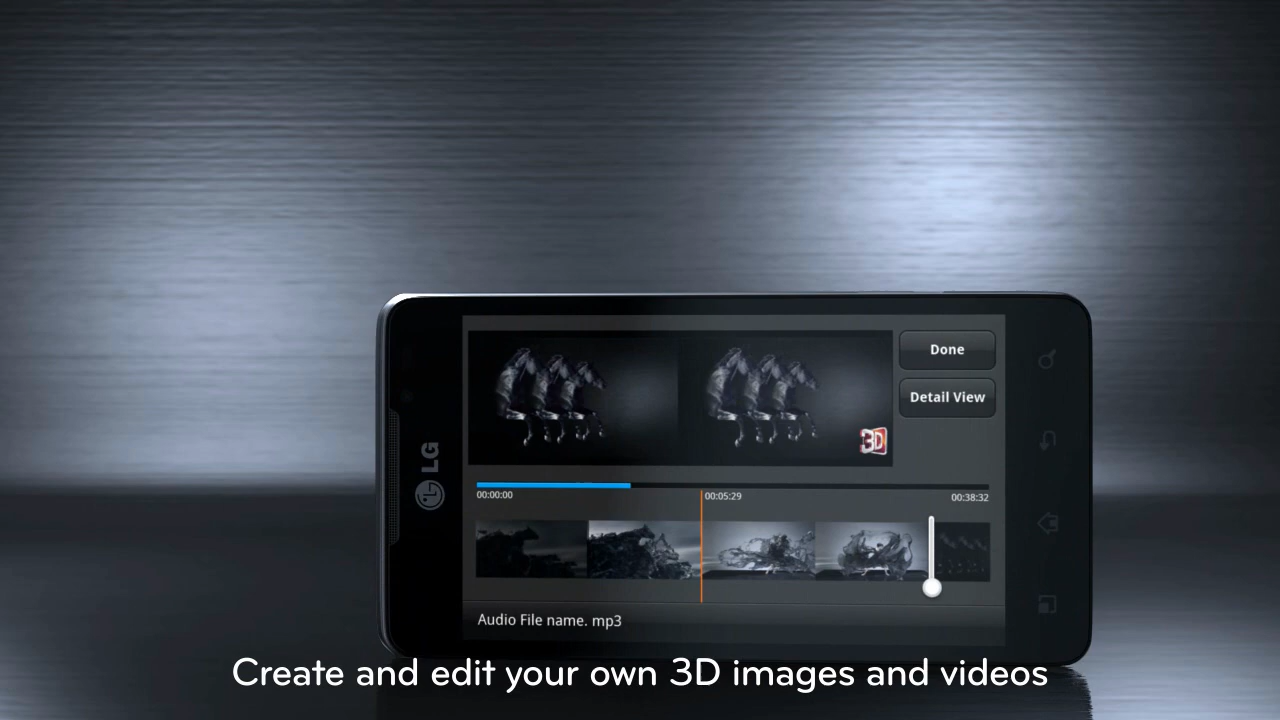 Done
Detail View
3D
00:00:00
00:05:29
00:38:32
LG
Audio File name. mp3
Create and edit your own 3D images and videos